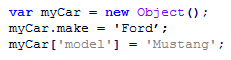 var myCar = new Object();
myCar.make = 'Ford’;
myCar['model'] = 'Mustang';